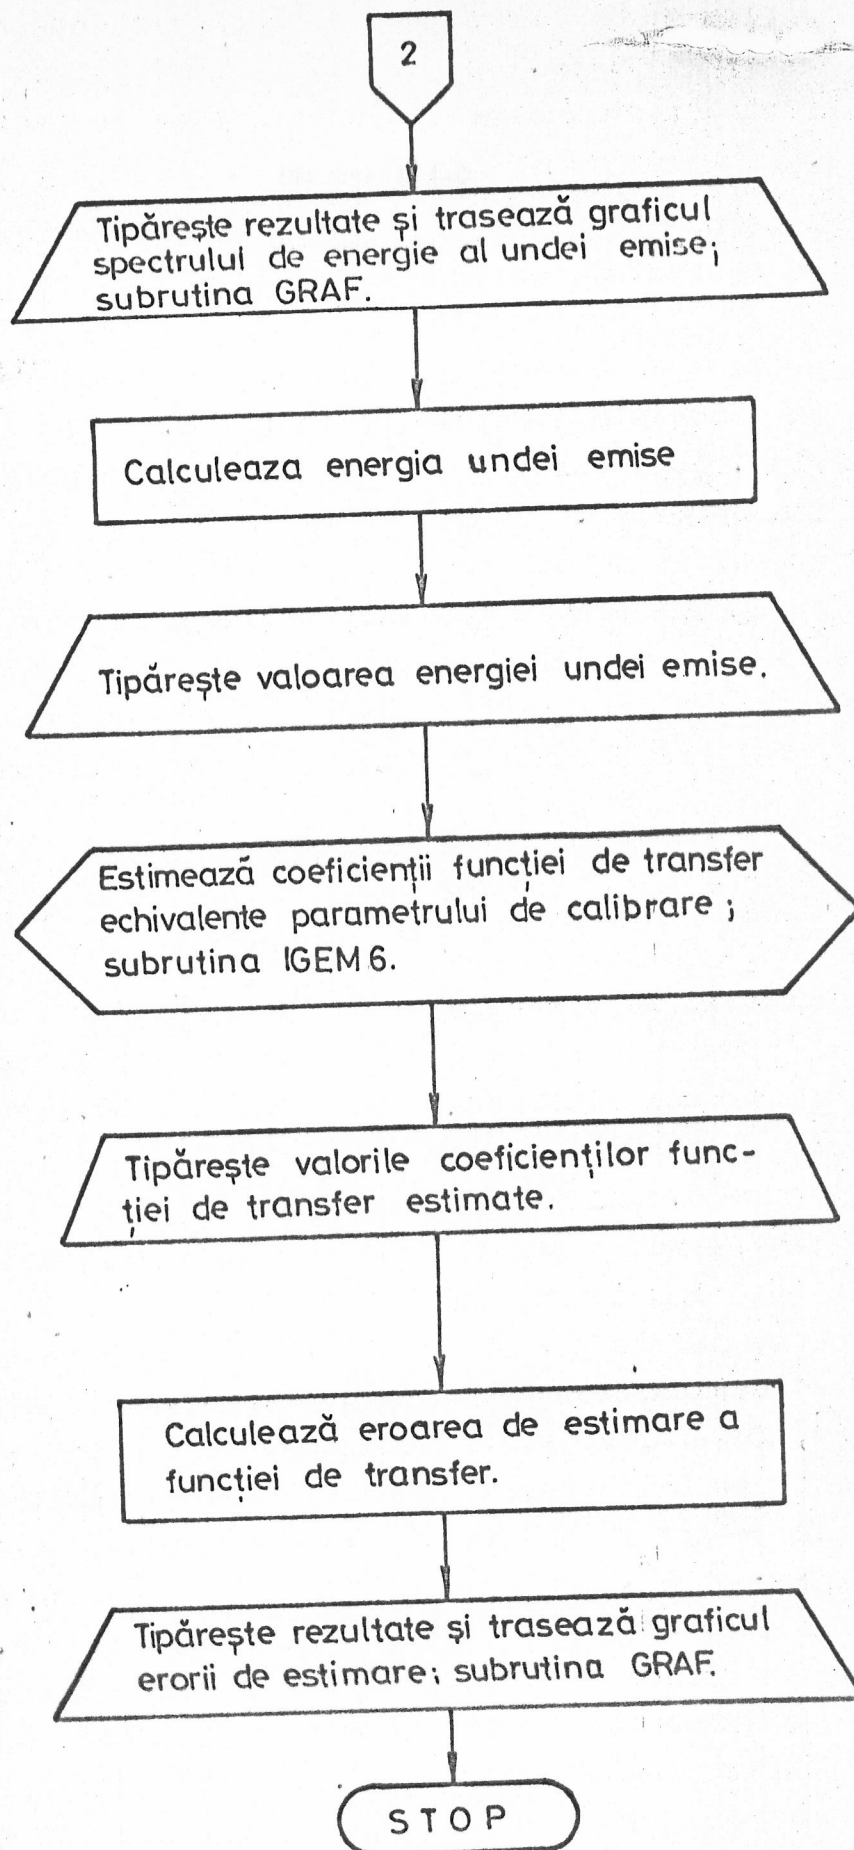 2
Tipărește rezultate și trasează graficul
spectrului de energie al undei emise;
subrutina GRAF.
Calculeaza energia undei emise
Tipărește valoarea energiei undei emise.
Estimează coeficienții funcției de transfer
echivalente parametrului de calibrare ;
subrutina IGEM 6.
Tipărește valorile coeficienților func-
ției de transfer estimate.
Calculează eroarea de estimare a
funcției de transfer.
Tipărește rezultate și trasează graficul
erorii de estimare; subrutina GRAF.
STOP